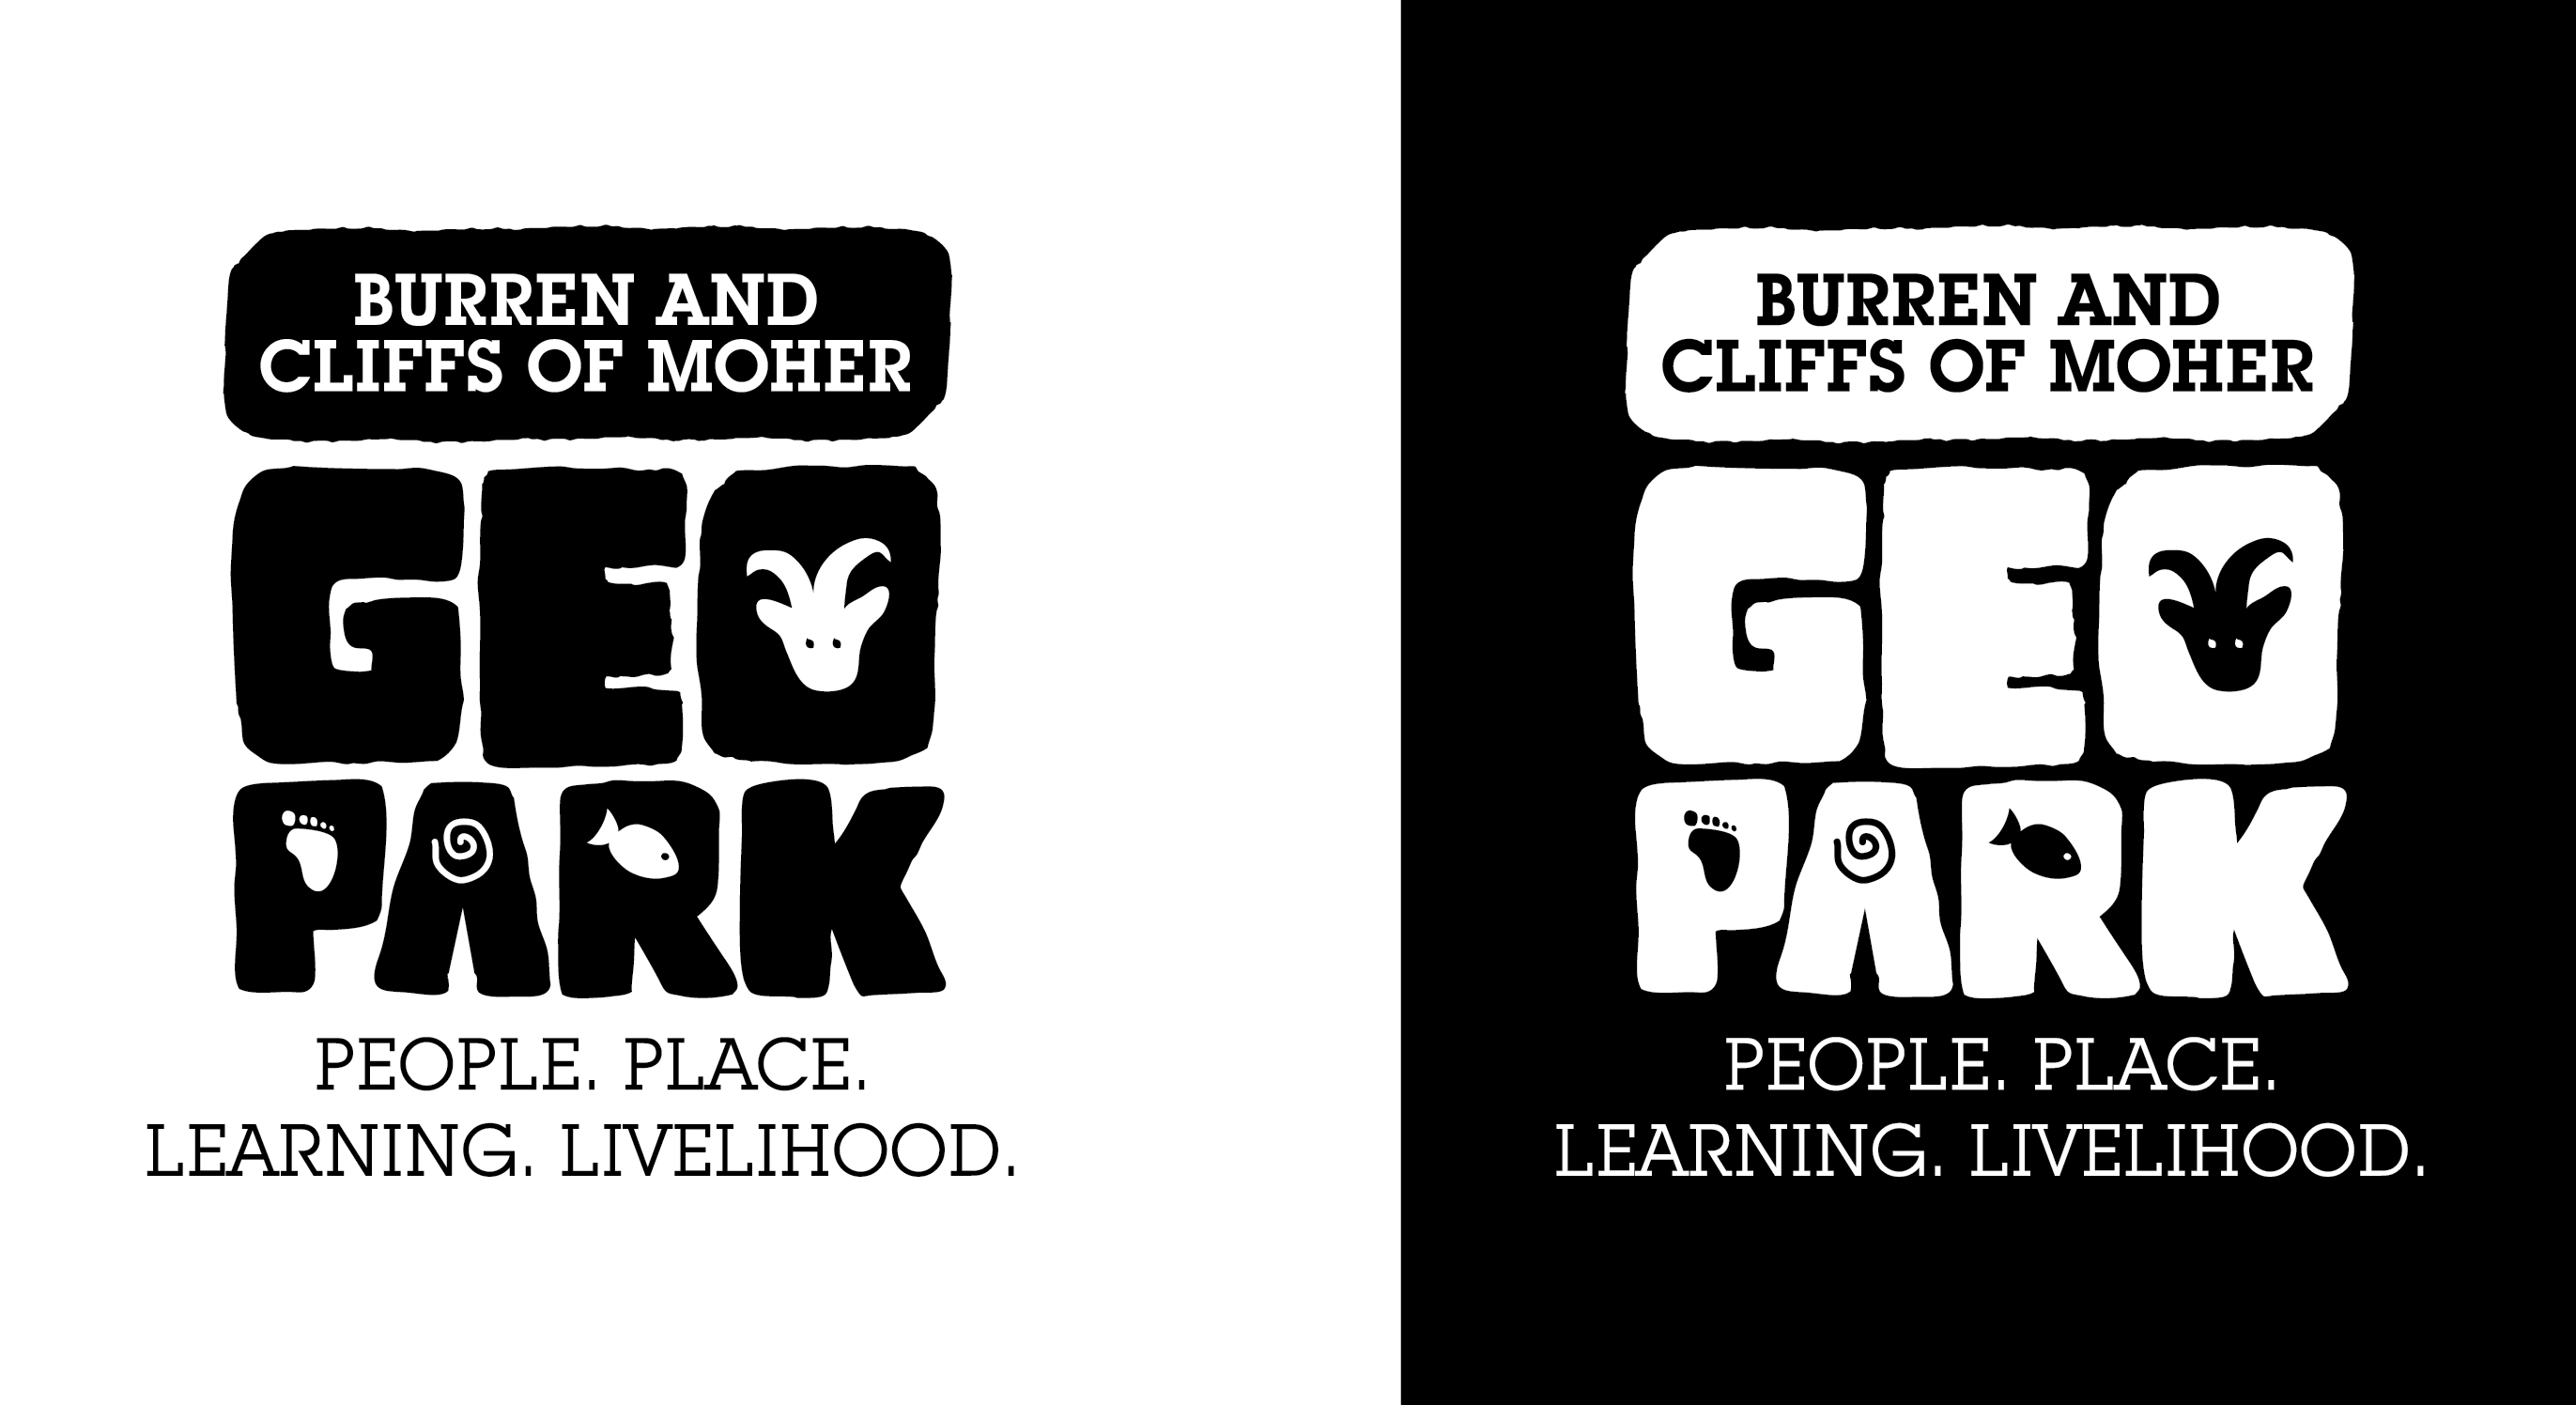 BURREN AND
CLIFFS OF MOHER
GEO
PARK
PEOPLE. PLACE.
LEARNING. LIVELIHOOD.
BURREN AND
CLIFFS OF MOHER
GEO
PARK
PEOPLE. PLACE.
LEARNING. LIVELIHOOD.